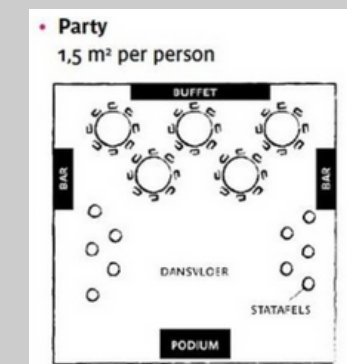 • Party
1,5 m² per person
BUFFET
BAR
BAR
DANSVLOER
STATAFELS
PODIUM